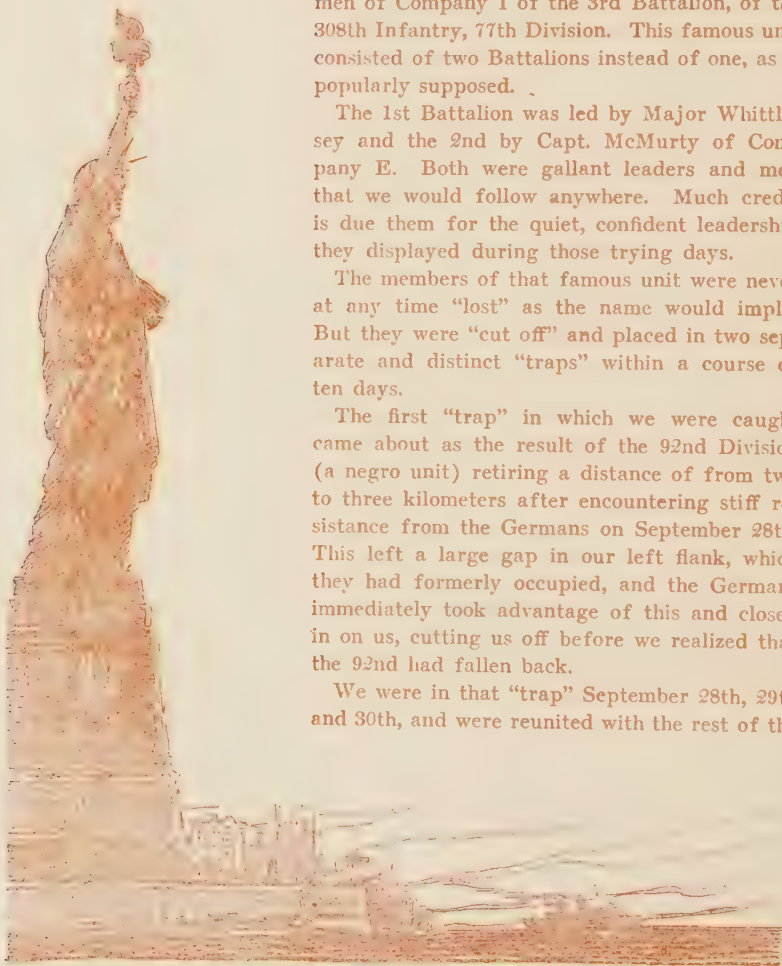 men of Company I of the 3rd Battalion, of t
308th Infantry, 77th Division. This famous un
consisted of two Battalions instead of one, as
popularly supposed.
The 1st Battalion was led by Major Whittl
sey and the 2nd by Capt. McMurty of Com
pany E. Both were gallant leaders and me
that we would follow anywhere. Much cred
is due them for the quiet, confident leadersh
they displayed during those trying days.
The members of that famous unit were neve
at any time “lost” as the name would impl
But they were “cut off” and placed in two sep
arate and distinct “traps” within a course o
ten days.
The first “trap” in which we were caug
came about as the result of the 92nd Divisio
(a negro unit) retiring a distance of from tw
to three kilometers after encountering stiff r
sistance from the Germans on September 28t
This left a large gap in our left flank, whic
they had formerly occupied, and the German
immediately took advantage of this and close
in on us, cutting us off before we realized tha
the 92nd had fallen back.
We were in that “trap” September 28th, 29t
and 30th, and were reunited with the rest of th